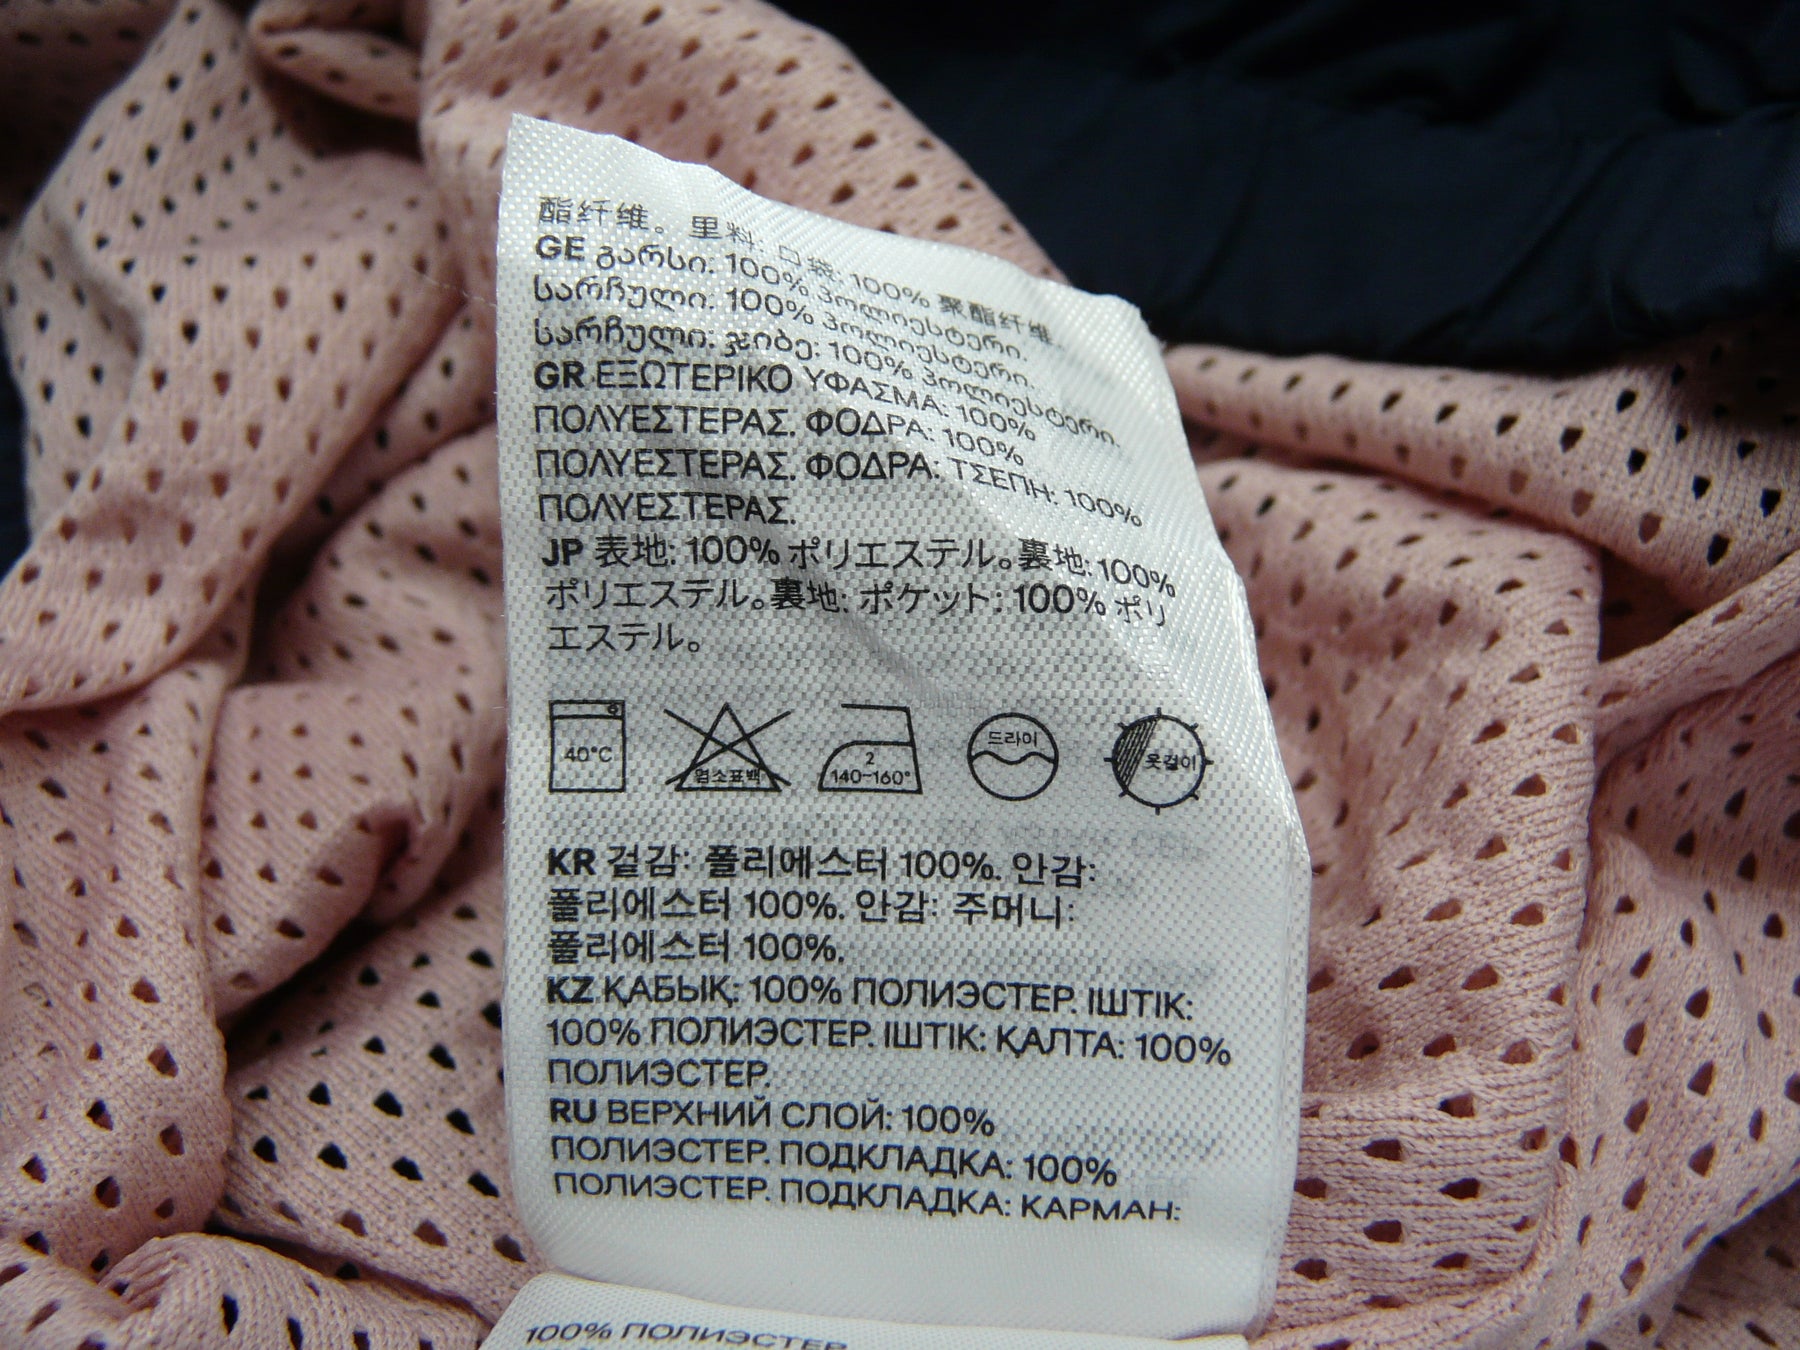 酯纤维。里料: 口袋: 100% 聚酯纤维.
GE გარსი: 100% პოლიესტერი.
სარჩული: 100% პოლიესტერი.
სარჩული: ჯიბე: 100% პოლიესტერი.
GR ΕΞΩΤΕΡΙΚΟ ΥΦΑΣΜΑ: 100%
ΠΟΛΥΕΣΤΕΡΑΣ. ΦΟΔΡΑ: 100%
ΠΟΛΥΕΣΤΕΡΑΣ. ΦΟΔΡΑ: ΤΣΕΠΗ: 100%
ΠΟΛΥΕΣΤΕΡΑΣ.
JP 表地: 100% ポリエステル。裏地: 100%
ポリエステル。裏地: ポケット: 100% ポリ
エステル。
40°C 염소표백 2 140-160° 드라이 옷걸이
KR 겉감: 폴리에스터 100%. 안감:
폴리에스터 100%. 안감: 주머니:
폴리에스터 100%.
KZ ҚАБЫҚ: 100% ПОЛИЭСТЕР. ІШТІК:
100% ПОЛИЭСТЕР. ІШТІК: ҚАЛТА: 100%
ПОЛИЭСТЕР.
RU ВЕРХНИЙ СЛОЙ: 100%
ПОЛИЭСТЕР. ПОДКЛАДКА: 100%
ПОЛИЭСТЕР. ПОДКЛАДКА: КАРМАН:
100% ПОЛИЭСТЕР